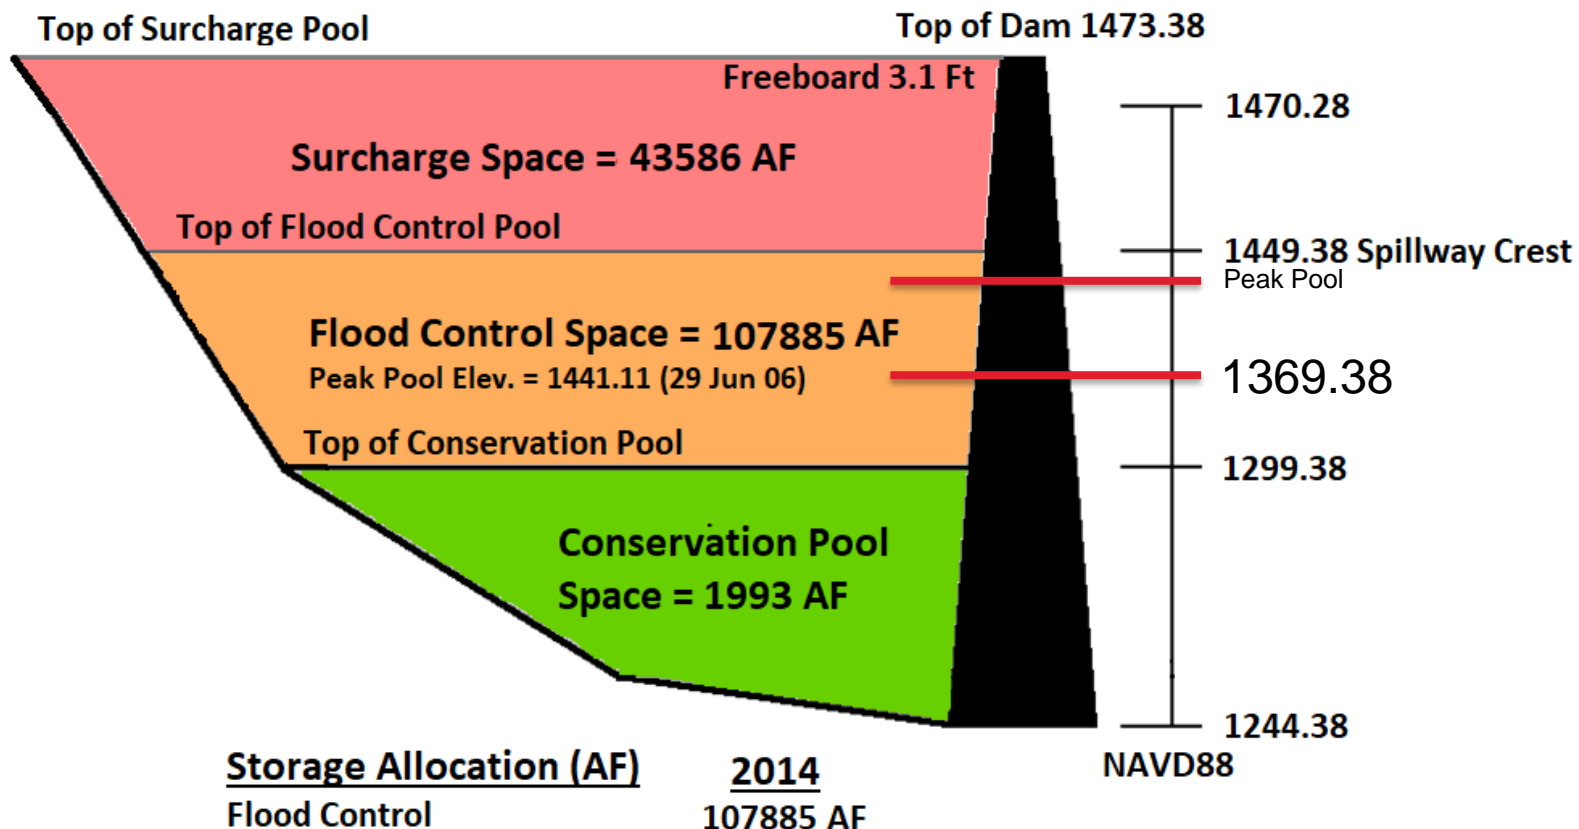 Top of Surcharge Pool
Top of Dam 1473.38
Freeboard 3.1 Ft
1470.28
Surcharge Space = 43586 AF
Top of Flood Control Pool
1449.38 Spillway Crest
Peak Pool
Flood Control Space = 107885 AF
Peak Pool Elev. = 1441.11 (29 Jun 06)
1369.38
Top of Conservation Pool
1299.38
Conservation Pool
Space = 1993 AF
1244.38
NAVD88
Storage Allocation (AF) 2014
Flood Control 107885 AF